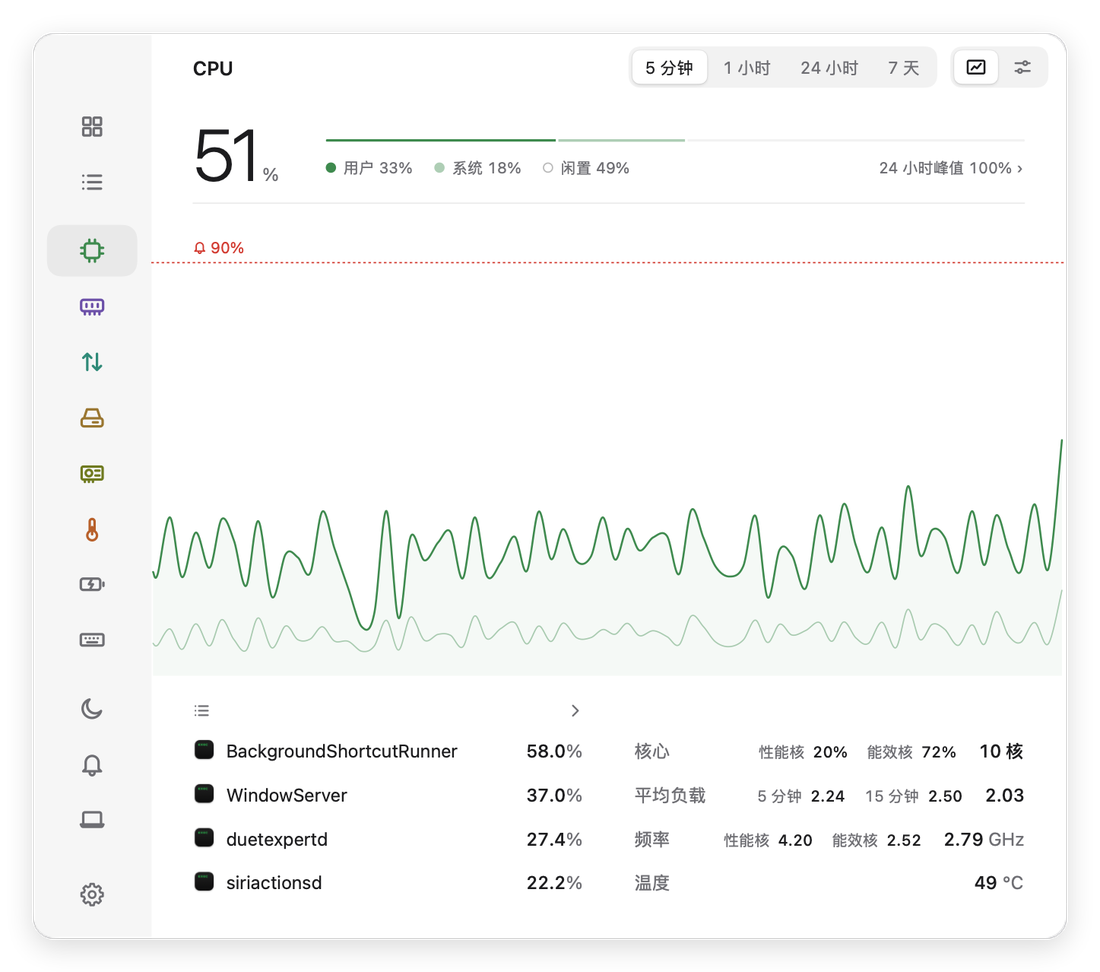 CPU
5 分钟 1 小时 24 小时 7 天
51%
用户 33% 系统 18% 闲置 49%
24 小时峰值 100% ›
90%
BackgroundShortcutRunner 58.0%
WindowServer 37.0%
duetexpertd 27.4%
siriactionsd 22.2%
核心 性能核 20% 能效核 72% 10 核
平均负载 5 分钟 2.24 15 分钟 2.50 2.03
频率 性能核 4.20 能效核 2.52 2.79 GHz
温度 49 °C